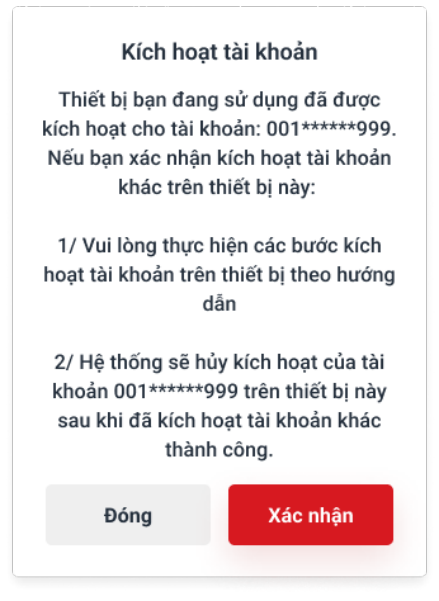 Kích hoạt tài khoản
Thiết bị bạn đang sử dụng đã được
kích hoạt cho tài khoản: 001******999.
Nếu bạn xác nhận kích hoạt tài khoản
khác trên thiết bị này:
1/ Vui lòng thực hiện các bước kích
hoạt tài khoản trên thiết bị theo hướng
dẫn
2/ Hệ thống sẽ hủy kích hoạt của tài
khoản 001******999 trên thiết bị này
sau khi đã kích hoạt tài khoản khác
thành công.
Đóng
Xác nhận